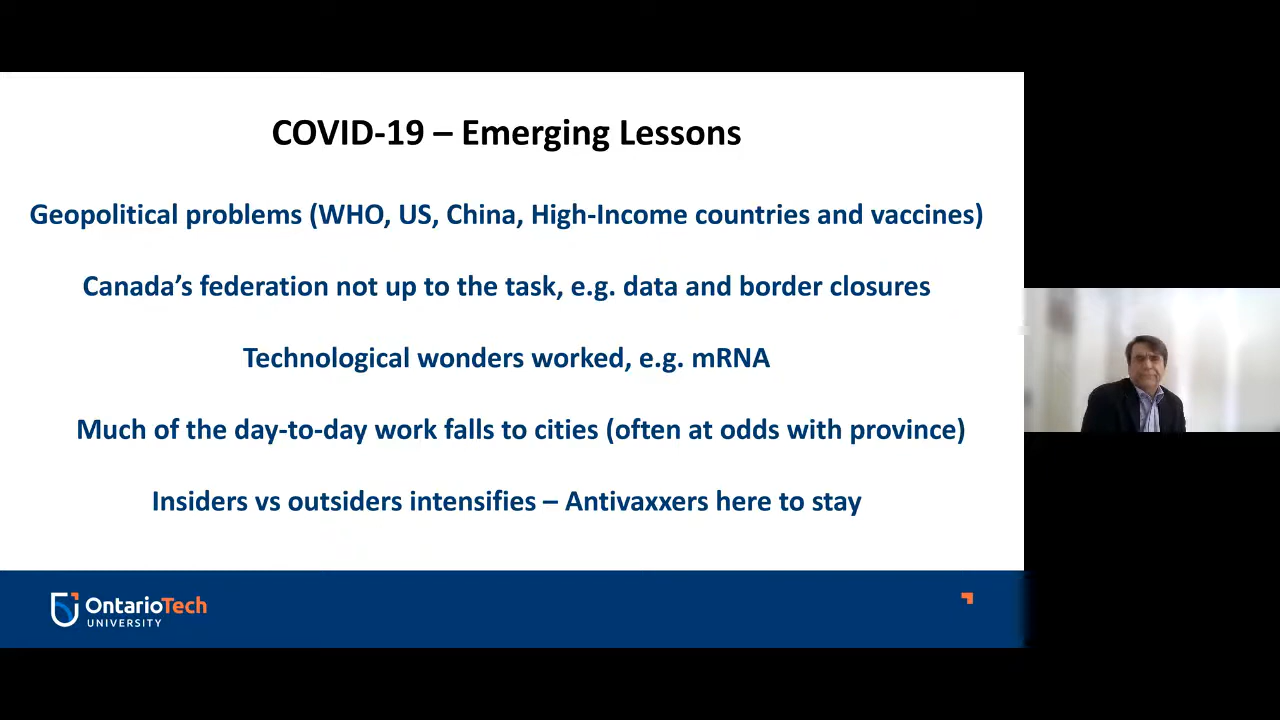 COVID-19 – Emerging Lessons
Geopolitical problems (WHO, US, China, High-Income countries and vaccines)
Canada’s federation not up to the task, e.g. data and border closures
Technological wonders worked, e.g. mRNA
Much of the day-to-day work falls to cities (often at odds with province)
Insiders vs outsiders intensifies – Antivaxxers here to stay
OntarioTech
UNIVERSITY